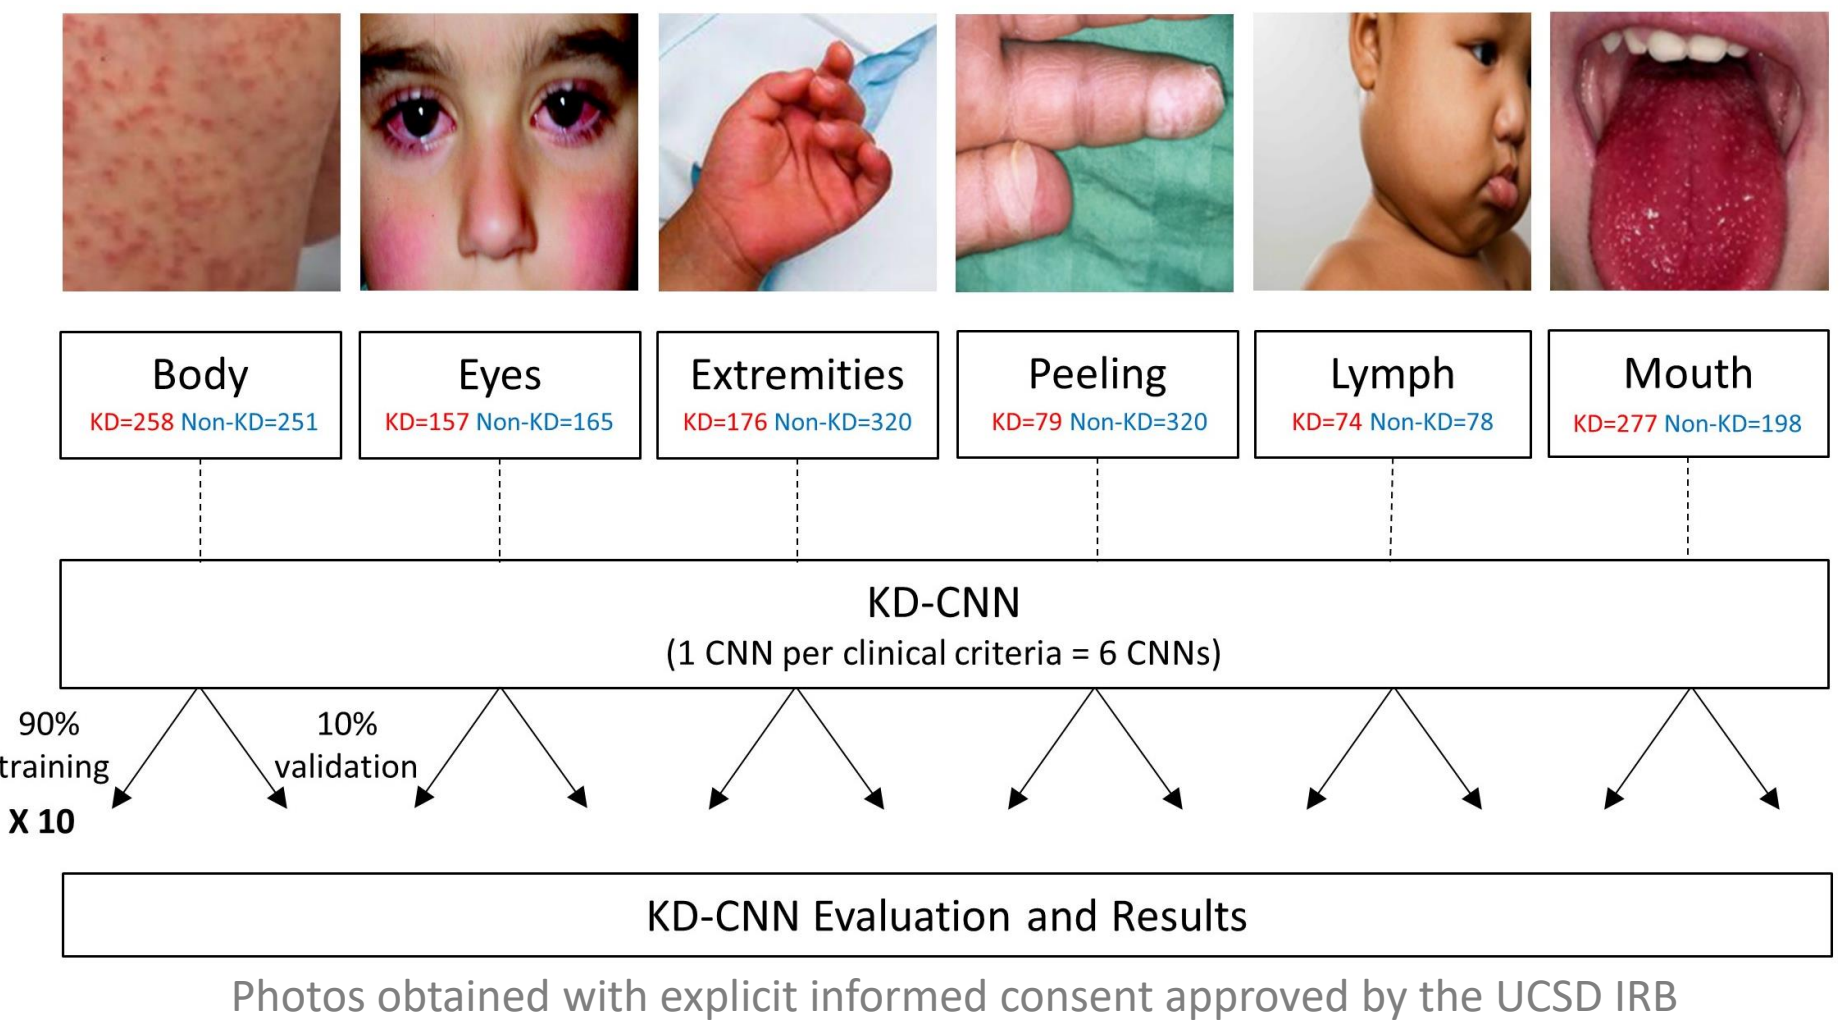 Body
KD=258 Non-KD=251
Eyes
KD=157 Non-KD=165
Extremities
KD=176 Non-KD=320
Peeling
KD=79 Non-KD=320
Lymph
KD=74 Non-KD=78
Mouth
KD=277 Non-KD=198
KD-CNN
(1 CNN per clinical criteria = 6 CNNs)
90%
training
10%
validation
X 10
KD-CNN Evaluation and Results
Photos obtained with explicit informed consent approved by the UCSD IRB